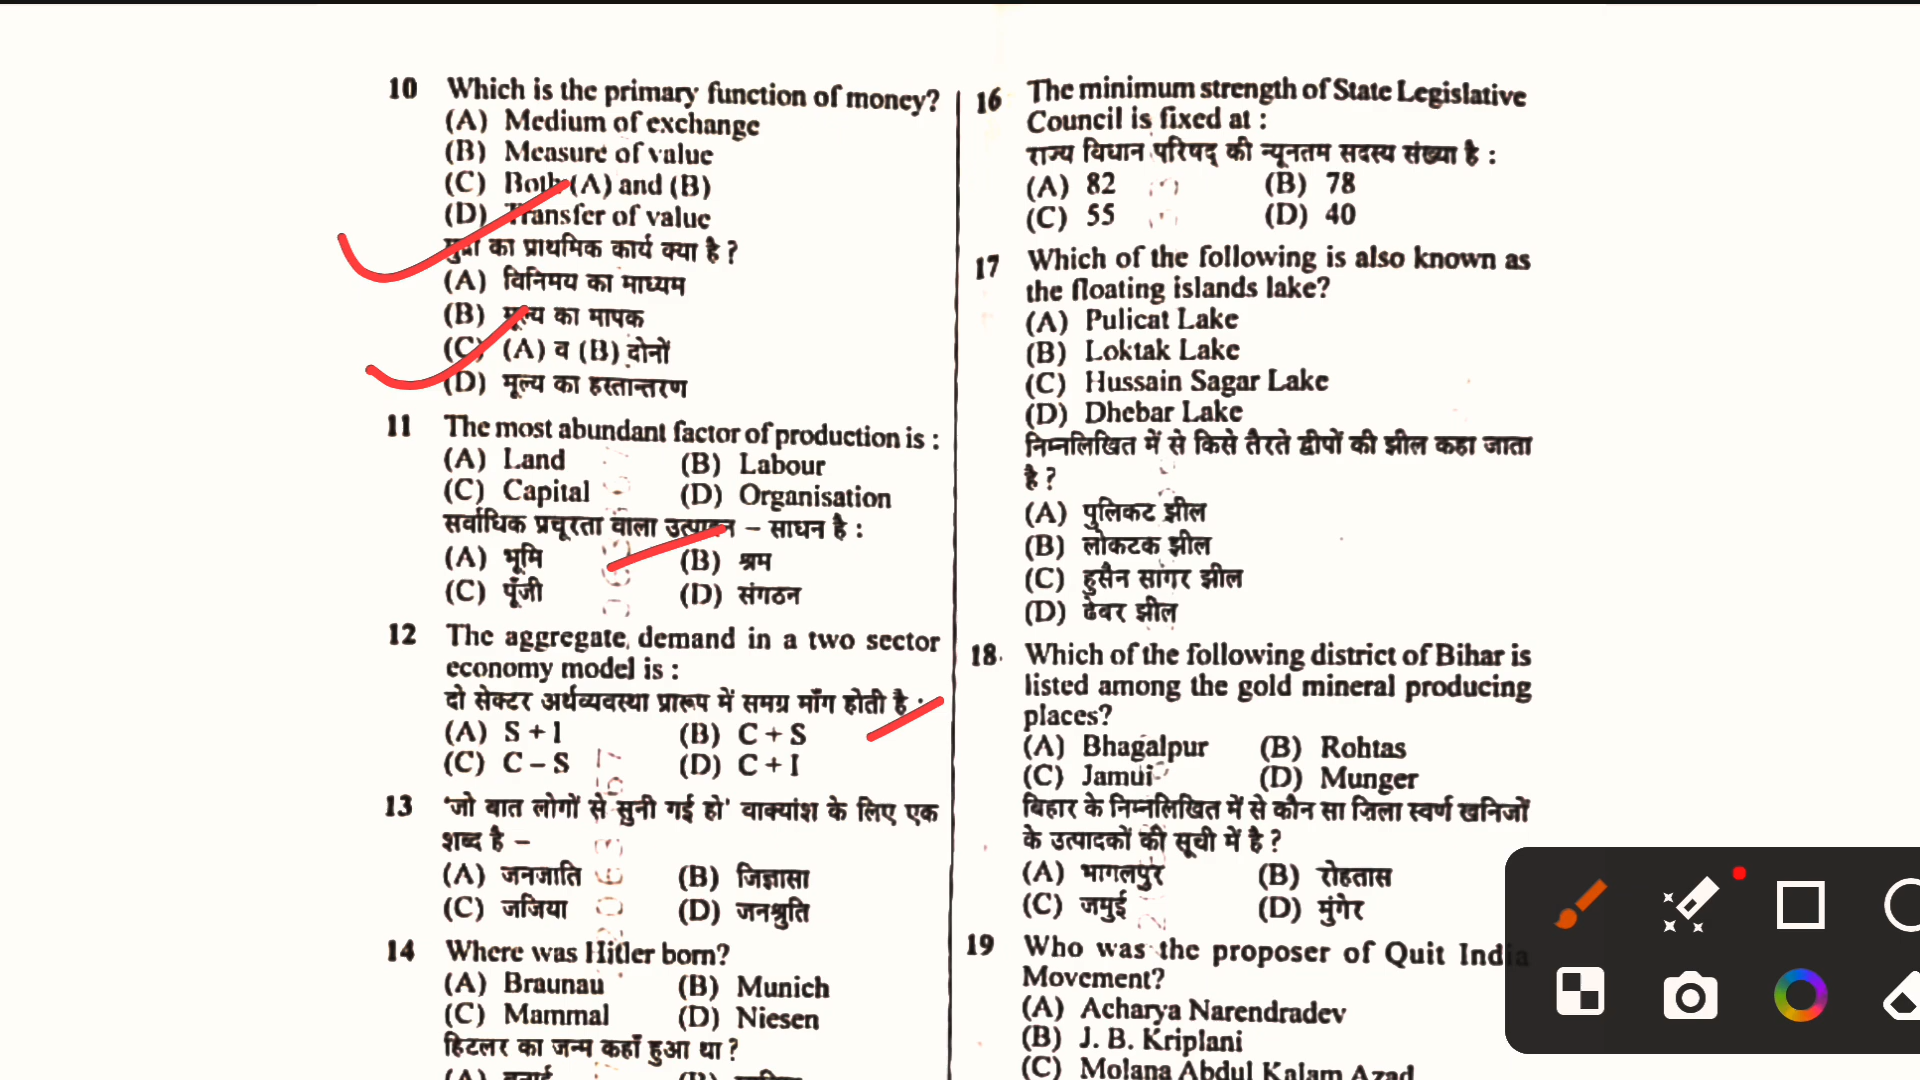 10 Which is the primary function of money?
(A) Medium of exchange
(B) Measure of value
(C) Both (A) and (B)
(D) Transfer of value
मुद्रा का प्राथमिक कार्य क्या है ?
(A) विनिमय का माध्यम
(B) मूल्य का मापक
(C) (A) व (B) दोनों
(D) मूल्य का हस्तान्तरण
11 The most abundant factor of production is :
(A) Land (B) Labour
(C) Capital (D) Organisation
सर्वाधिक प्रचूरता वाला उत्पादन – साधन है :
(A) भूमि (B) श्रम
(C) पूँजी (D) संगठन
12 The aggregate demand in a two sector
economy model is :
दो सेक्टर अर्थव्यवस्था प्रारूप में समग्र माँग होती है :
(A) S + I (B) C + S
(C) C – S (D) C + I
13 ‘जो बात लोगों से सुनी गई हो’ वाक्यांश के लिए एक
शब्द है –
(A) जनजाति (B) जिज्ञासा
(C) जजिया (D) जनश्रुति
14 Where was Hitler born?
(A) Braunau (B) Munich
(C) Mammal (D) Niesen
हिटलर का जन्म कहाँ हुआ था ?
(A) (B)
16 The minimum strength of State Legislative
Council is fixed at :
राज्य विधान परिषद् की न्यूनतम सदस्य संख्या है :
(A) 82 (B) 78
(C) 55 (D) 40
17 Which of the following is also known as
the floating islands lake?
(A) Pulicat Lake
(B) Loktak Lake
(C) Hussain Sagar Lake
(D) Dhebar Lake
निम्नलिखित में से किसे तैरते द्वीपों की झील कहा जाता
है ?
(A) पुलिकट झील
(B) लोकटक झील
(C) हुसैन सागर झील
(D) ढेबर झील
18. Which of the following district of Bihar is
listed among the gold mineral producing
places?
(A) Bhagalpur (B) Rohtas
(C) Jamui (D) Munger
बिहार के निम्नलिखित में से कौन सा ज़िला स्वर्ण खनिजों
के उत्पादकों की सूची में है ?
(A) भागलपुर (B) रोहतास
(C) जमुई (D) मुंगेर
19 Who was the proposer of Quit India
Movement?
(A) Acharya Narendradev
(B) J. B. Kriplani
(C) Molana Abdul Kalam Azad